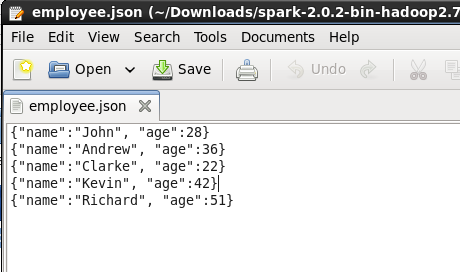 employee.json (~/Downloads/spark-2.0.2-bin-hadoop2.7
File Edit View Search Tools Documents Help
Open Save Undo
employee.json
{"name":"John", "age":28}
{"name":"Andrew", "age":36}
{"name":"Clarke", "age":22}
{"name":"Kevin", "age":42}
{"name":"Richard", "age":51}